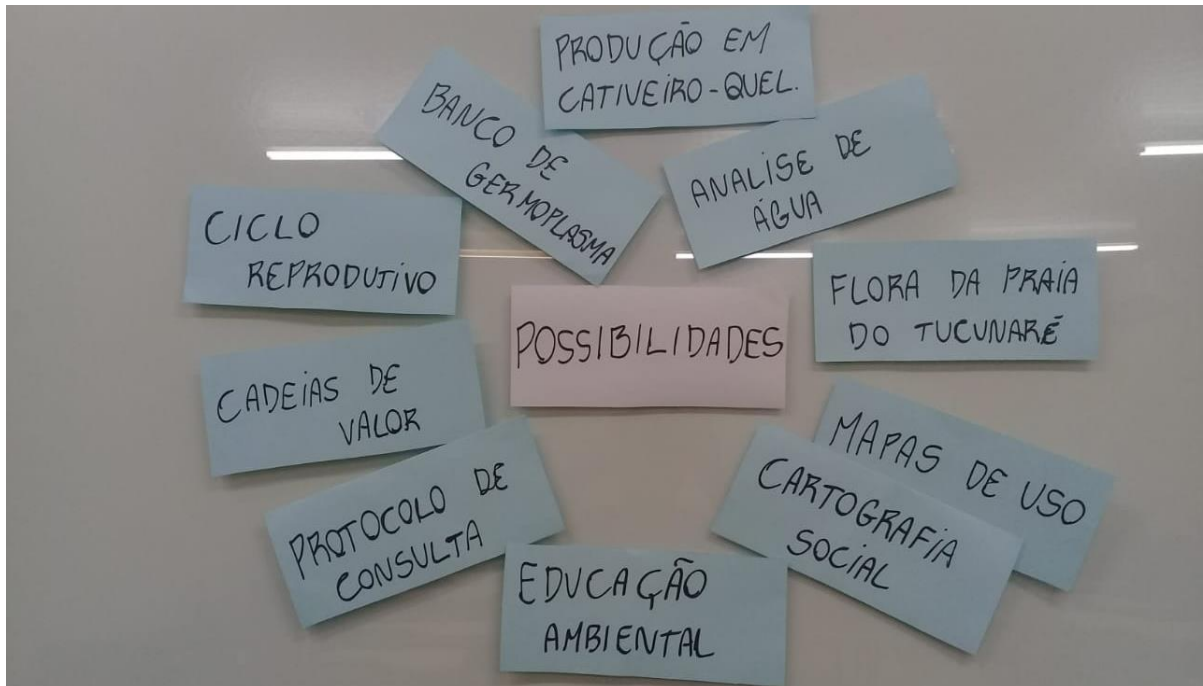 PRODUÇÃO EM
CATIVEIRO-QUEL.
BANCO DE
GERMOPLASMA
ANALISE DE
ÁGUA
CICLO
REPRODUTIVO
FLORA DA PRAIA
DO TUCUNARÉ
POSSIBILIDADES
CADEIAS DE
VALOR
MAPAS DE USO
CARTOGRAFIA
SOCIAL
PROTOCOLO DE
CONSULTA
EDUCAÇÃO
AMBIENTAL